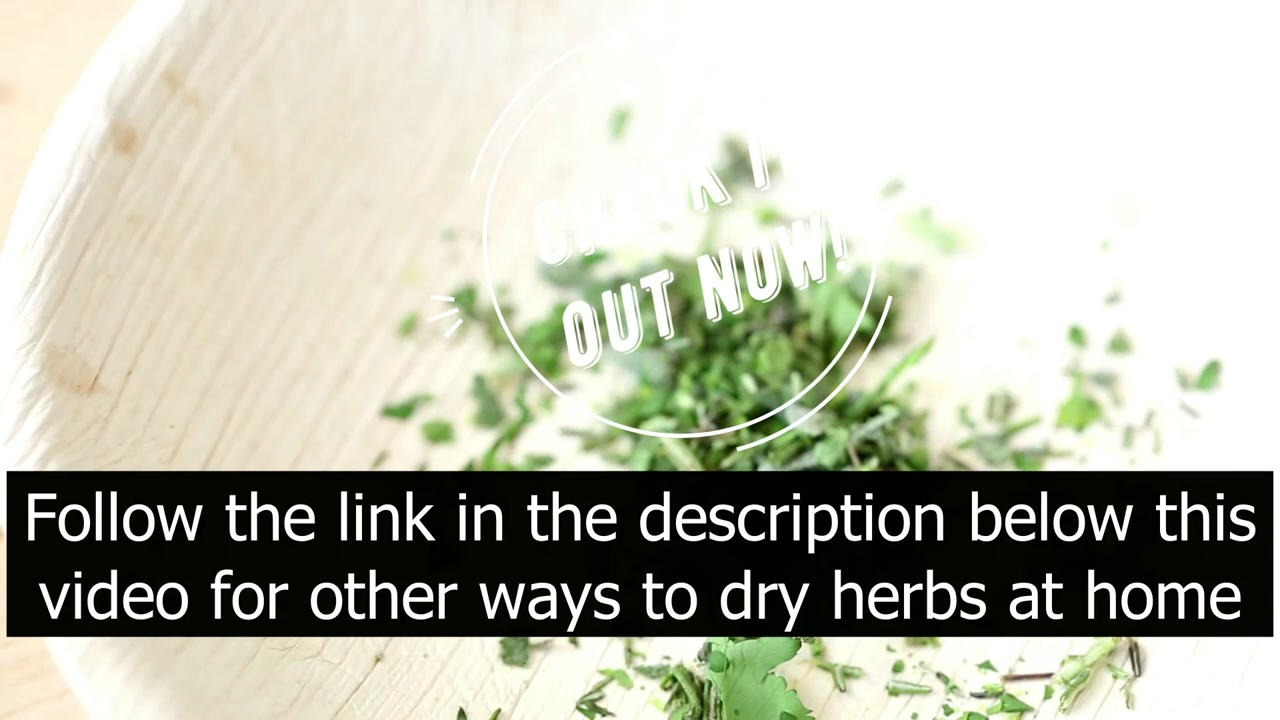 OUT NOW!
Follow the link in the description below this
video for other ways to dry herbs at home